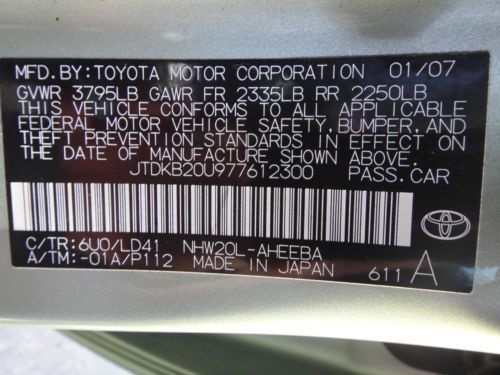 MFD.BY:TOYOTA MOTOR CORPORATION 01/07
GVWR 3795LB GAWR FR 2335LB RR 2250LB
THIS VEHICLE CONFORMS TO ALL APPLICABLE
FEDERAL MOTOR VEHICLE SAFETY,BUMPER,AND
THEFT PREVENTION STANDARDS IN EFFECT ON
THE DATE OF MANUFACTURE SHOWN ABOVE.
JTDKB20U977612300 PASS.CAR
C/TR:6U0/LD41 NHW20L-AHEEBA
A/TM:-01A/P112 MADE IN JAPAN 611 A